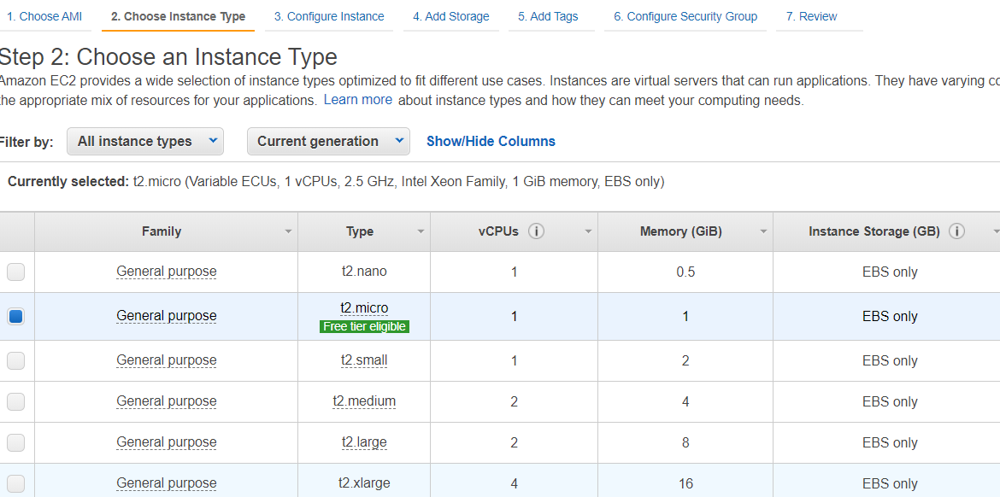 1. Choose AMI 2. Choose Instance Type 3. Configure Instance 4. Add Storage 5. Add Tags 6. Configure Security Group 7. Review
Step 2: Choose an Instance Type
Amazon EC2 provides a wide selection of instance types optimized to fit different use cases. Instances are virtual servers that can run applications. They have varying
the appropriate mix of resources for your applications. Learn more about instance types and how they can meet your computing needs.
Filter by: All instance types Current generation Show/Hide Columns
Currently selected: t2.micro (Variable ECUs, 1 vCPUs, 2.5 GHz, Intel Xeon Family, 1 GiB memory, EBS only)
Family Type vCPUs i Memory (GiB) Instance Storage (GB) i
General purpose t2.nano 1 0.5 EBS only
General purpose t2.micro 1 1 EBS only
Free tier eligible
General purpose t2.small 1 2 EBS only
General purpose t2.medium 2 4 EBS only
General purpose t2.large 2 8 EBS only
General purpose t2.xlarge 4 16 EBS only